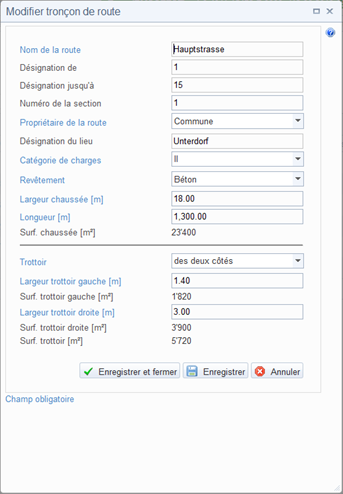 Modifier tronçon de route
Nom de la route Hauptstrasse
Désignation de 1
Désignation jusqu'à 15
Numéro de la section 1
Propriétaire de la route Commune
Désignation du lieu Unterdorf
Catégorie de charges II
Revêtement Béton
Largeur chaussée [m] 18.00
Longueur [m] 1,300.00
Surf. chaussée [m²] 23'400
Trottoir des deux côtés
Largeur trottoir gauche [m] 1.40
Surf. trottoir gauche [m²] 1'820
Largeur trottoir droite [m] 3.00
Surf. trottoir droite [m²] 3'900
Surf. trottoir [m²] 5'720
Enregistrer et fermer Enregistrer Annuler
Champ obligatoire